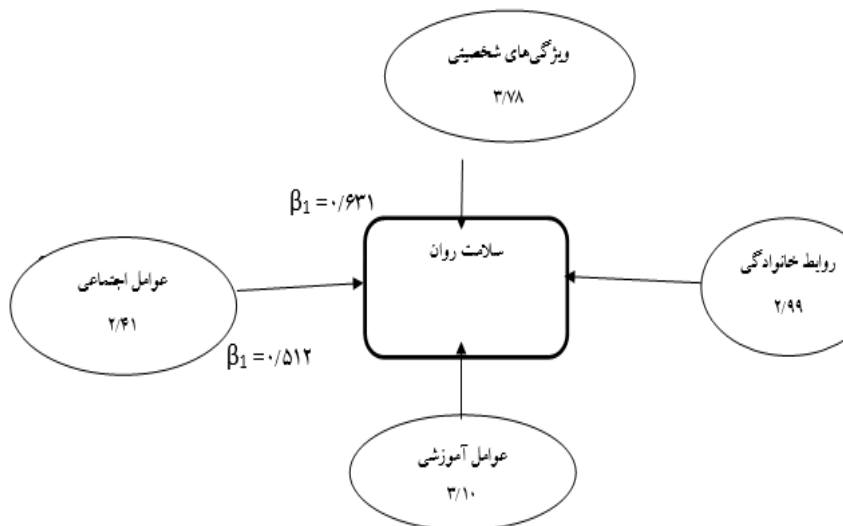 ویژگی‌های شخصیتی
۳/۷۸
β1 =۰/۶۳۱
سلامت روان
روابط خانوادگی
۲/۹۹
عوامل اجتماعی
۲/۴۱
β1 =۰/۵۱۲
عوامل آموزشی
۳/۱۰